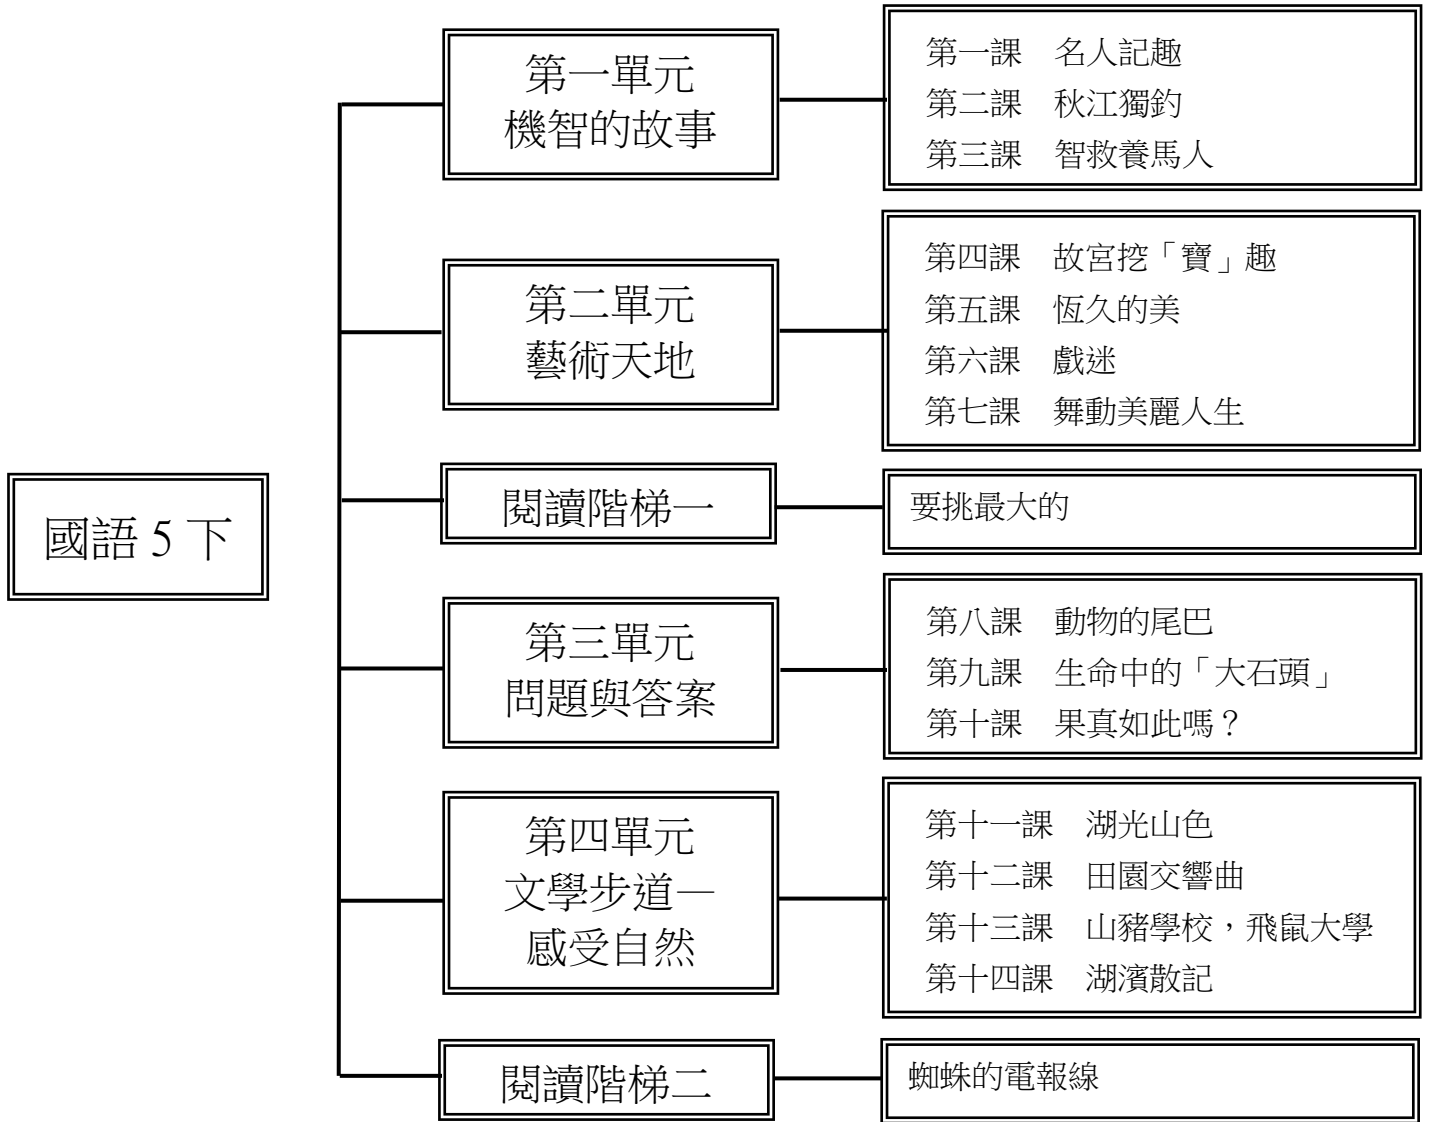 國語 5 下
第一單元
機智的故事
第一課　名人記趣
第二課　秋江獨釣
第三課　智救養馬人
第二單元
藝術天地
第四課　故宮挖「寶」趣
第五課　恆久的美
第六課　戲迷
第七課　舞動美麗人生
閱讀階梯一
要挑最大的
第三單元
問題與答案
第八課　動物的尾巴
第九課　生命中的「大石頭」
第十課　果真如此嗎？
第四單元
文學步道—
感受自然
第十一課　湖光山色
第十二課　田園交響曲
第十三課　山豬學校，飛鼠大學
第十四課　湖濱散記
閱讀階梯二
蜘蛛的電報線